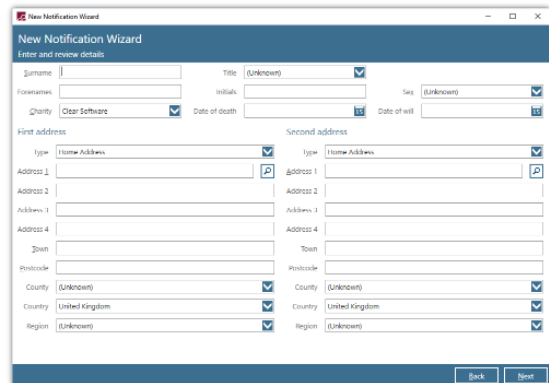 New Notification Wizard
New Notification Wizard
Enter and review details
Surname Title (Unknown)
Forenames Initials Sex (Unknown)
Charity Clear Software Date of death 15 Date of will 15
First address Second address
Type Home Address Type Home Address
Address 1 Address 1
Address 2 Address 2
Address 3 Address 3
Address 4 Address 4
Town Town
Postcode Postcode
County (Unknown) County (Unknown)
Country United Kingdom Country United Kingdom
Region (Unknown) Region (Unknown)
Back Next